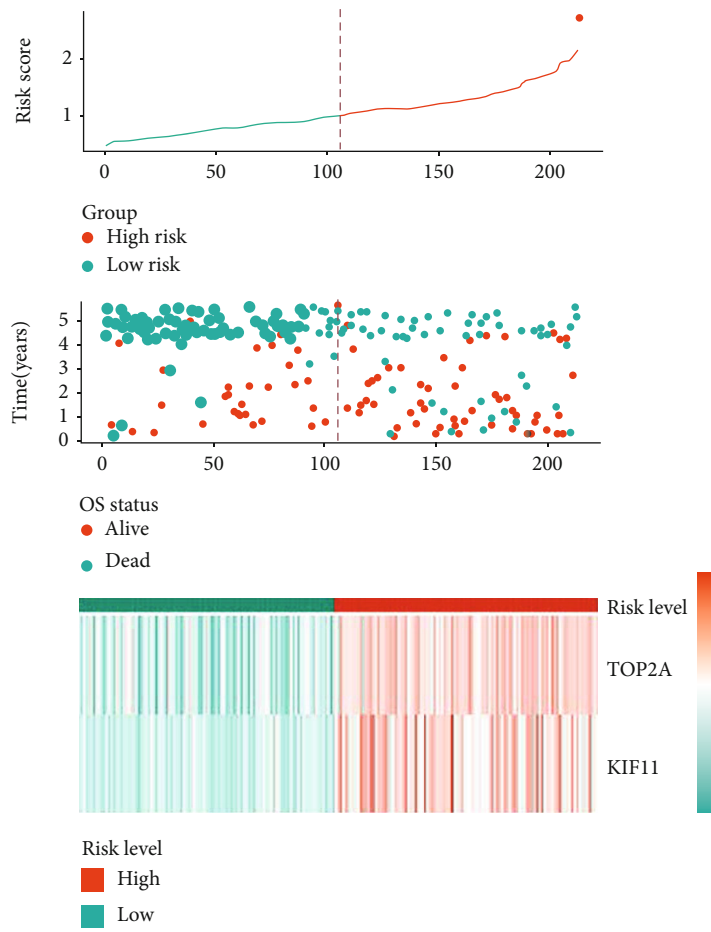 Risk score
2
1
0 50 100 150 200
Group
High risk
Low risk
Time(years)
5
4
3
2
1
0
0 50 100 150 200
OS status
Alive
Dead
Risk level
TOP2A
KIF11
Risk level
High
Low